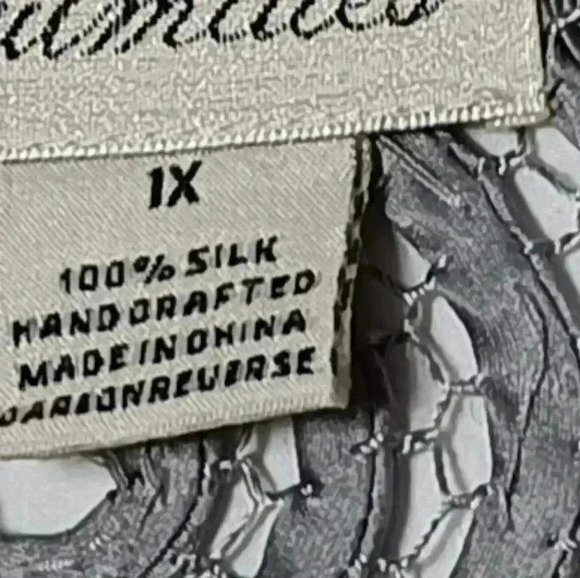 1X
100% SILK
HANDCRAFTED
MADE IN CHINA
CARE ON REVERSE